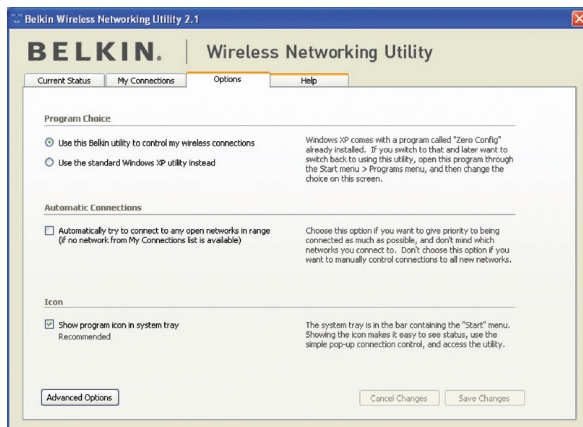 Belkin Wireless Networking Utility 2.1
BELKIN. Wireless Networking Utility
Current Status My Connections Options Help
Program Choice
Use this Belkin utility to control my wireless connections
Use the standard Windows XP utility instead
Windows XP comes with a program called "Zero Config"
already installed. If you switch to that and later want to
switch back to using this utility, open this program through
the Start menu > Programs menu, and then change the
choice on this screen.
Automatic Connections
Automatically try to connect to any open networks in range
(if no network from My Connections list is available)
Choose this option if you want to give priority to being
connected as much as possible, and don't mind which
networks you connect to. Don't choose this option if you
want to manually control connections to all new networks.
Icon
Show program icon in system tray
Recommended
The system tray is in the bar containing the "Start" menu.
Showing the icon makes it easy to see status, use the
simple pop-up connection control, and access the utility.
Advanced Options Cancel Changes Save Changes